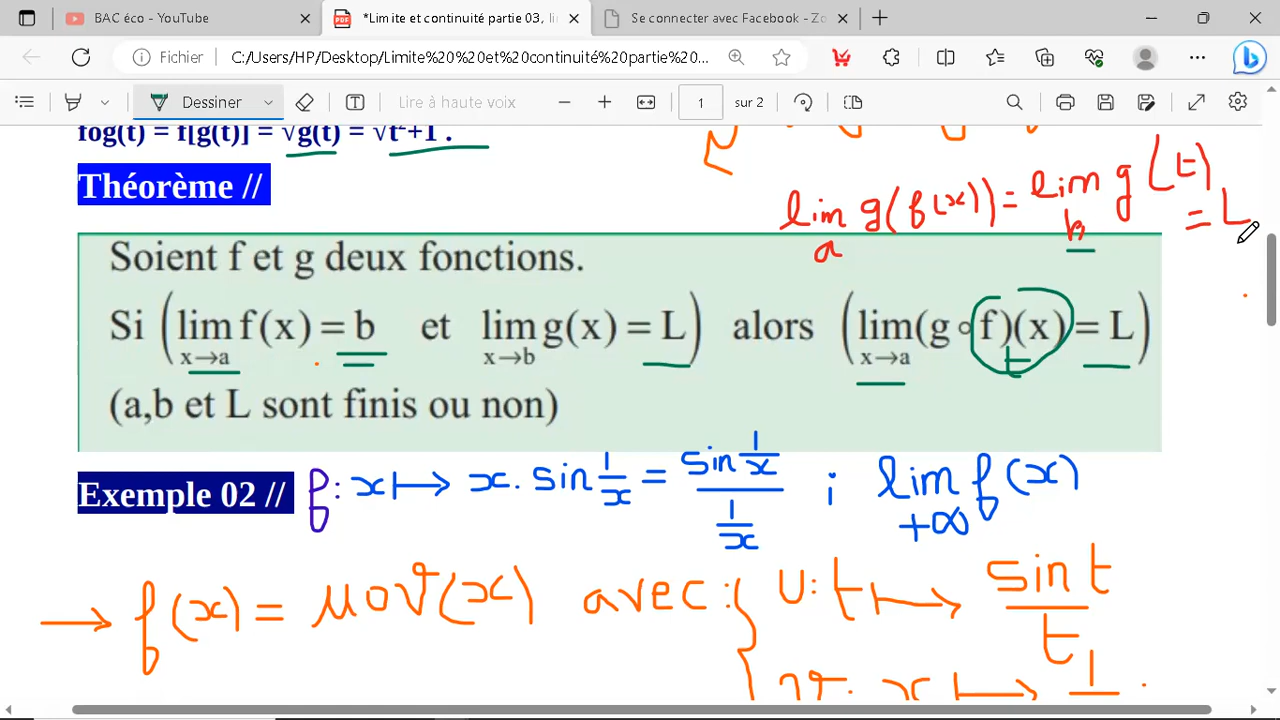 BAC éco - YouTube
*Limite et continuité partie 03, li
Se connecter avec Facebook - Zo
Fichier C:/Users/HP/Desktop/Limite%20%20et%20continuité%20partie%20...
Dessiner
Lire à haute voix
1 sur 2
fog(t) = f[g(t)] = √g(t) = √t²+1 .
Théorème //
lim g(f(x)) = lim g(t)
a b = L
Soient f et g deux fonctions.
Si (lim f(x) = b et lim g(x) = L) alors (lim(g∘f)(x) = L)
x→a x→b x→a t
(a,b et L sont finis ou non)
Exemple 02 // f: x ↦ x. sin 1/x = (sin 1/x)/(1/x) ; lim f(x)
+∞
→ f(x) = μov(x) avec : { U: t ↦ sin t / t
v: x ↦ 1